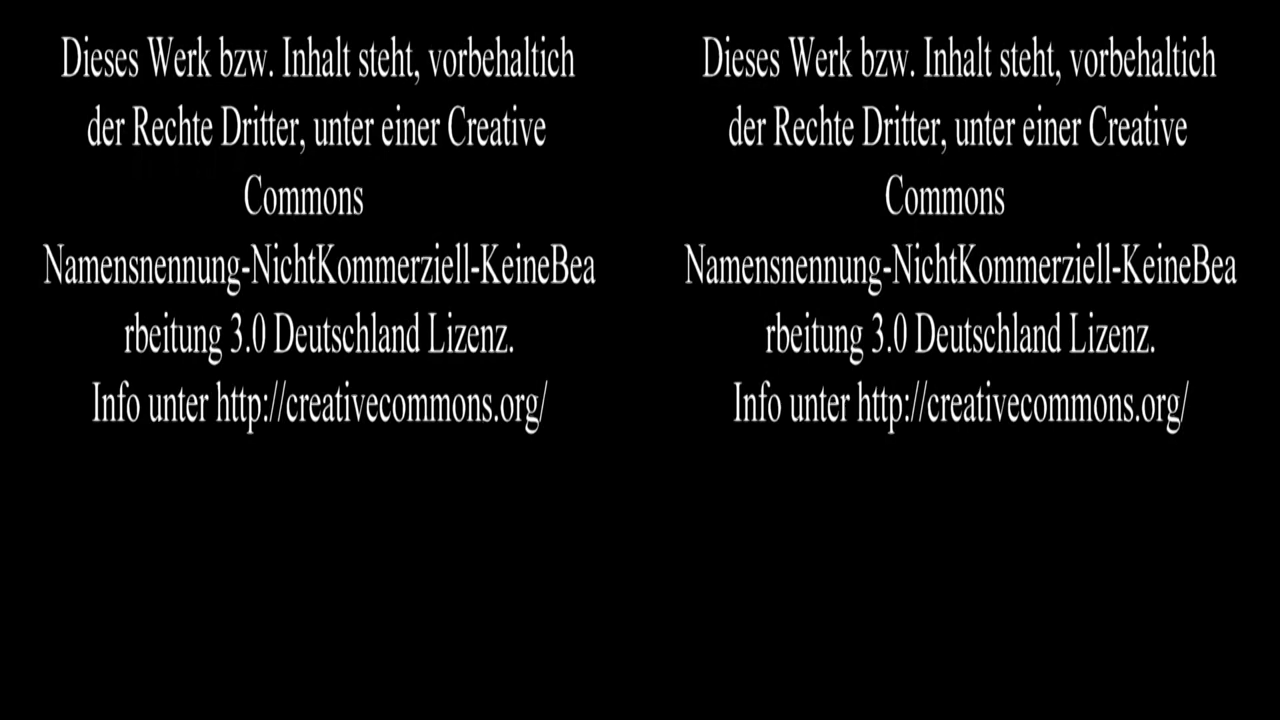 Dieses Werk bzw. Inhalt steht, vorbehaltich
der Rechte Dritter, unter einer Creative
Commons
Namensnennung-NichtKommerziell-KeineBea
rbeitung 3.0 Deutschland Lizenz.
Info unter http://creativecommons.org/
Dieses Werk bzw. Inhalt steht, vorbehaltich
der Rechte Dritter, unter einer Creative
Commons
Namensnennung-NichtKommerziell-KeineBea
rbeitung 3.0 Deutschland Lizenz.
Info unter http://creativecommons.org/